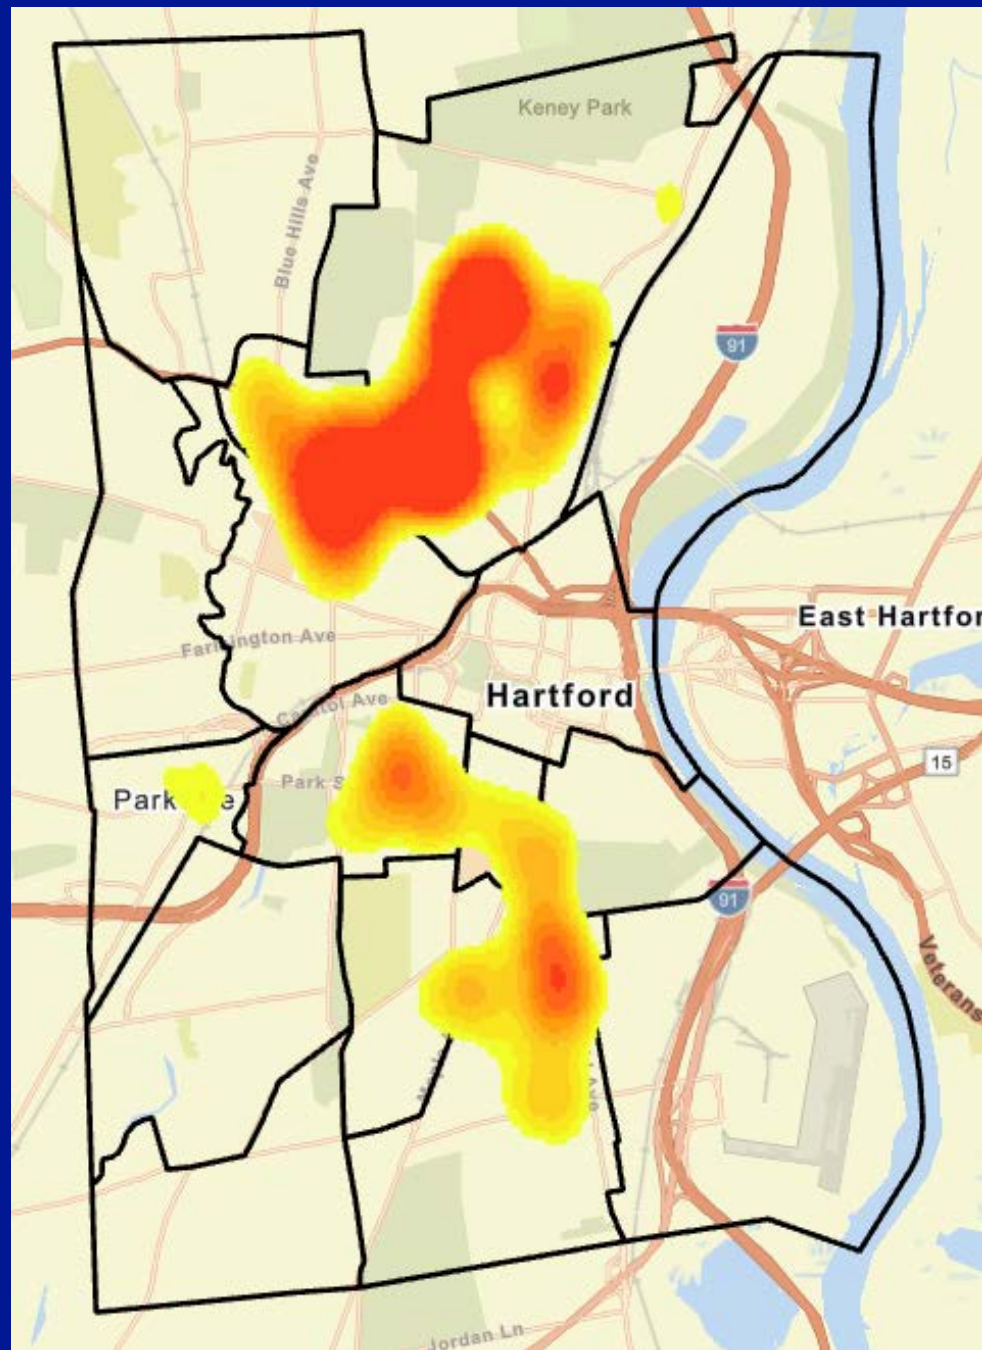 Keney Park
Blue Hills Ave
91
East Hartfor
Farmington Ave
Hartford
Capitol Ave
15
Park S
Park e
91
Veterans
Ave
Jordan Ln